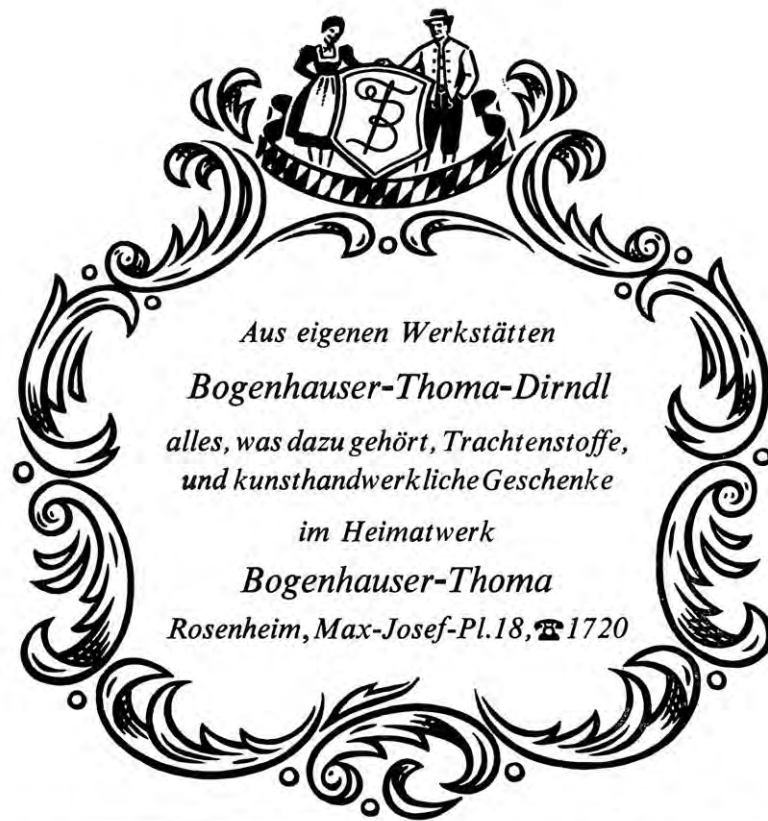 Aus eigenen Werkstätten
Bogenhauser-Thoma-Dirndl
alles, was dazu gehört, Trachtenstoffe,
und kunsthandwerkliche Geschenke
im Heimatwerk
Bogenhauser-Thoma
Rosenheim, Max-Josef-Pl. 18, ☎ 1720